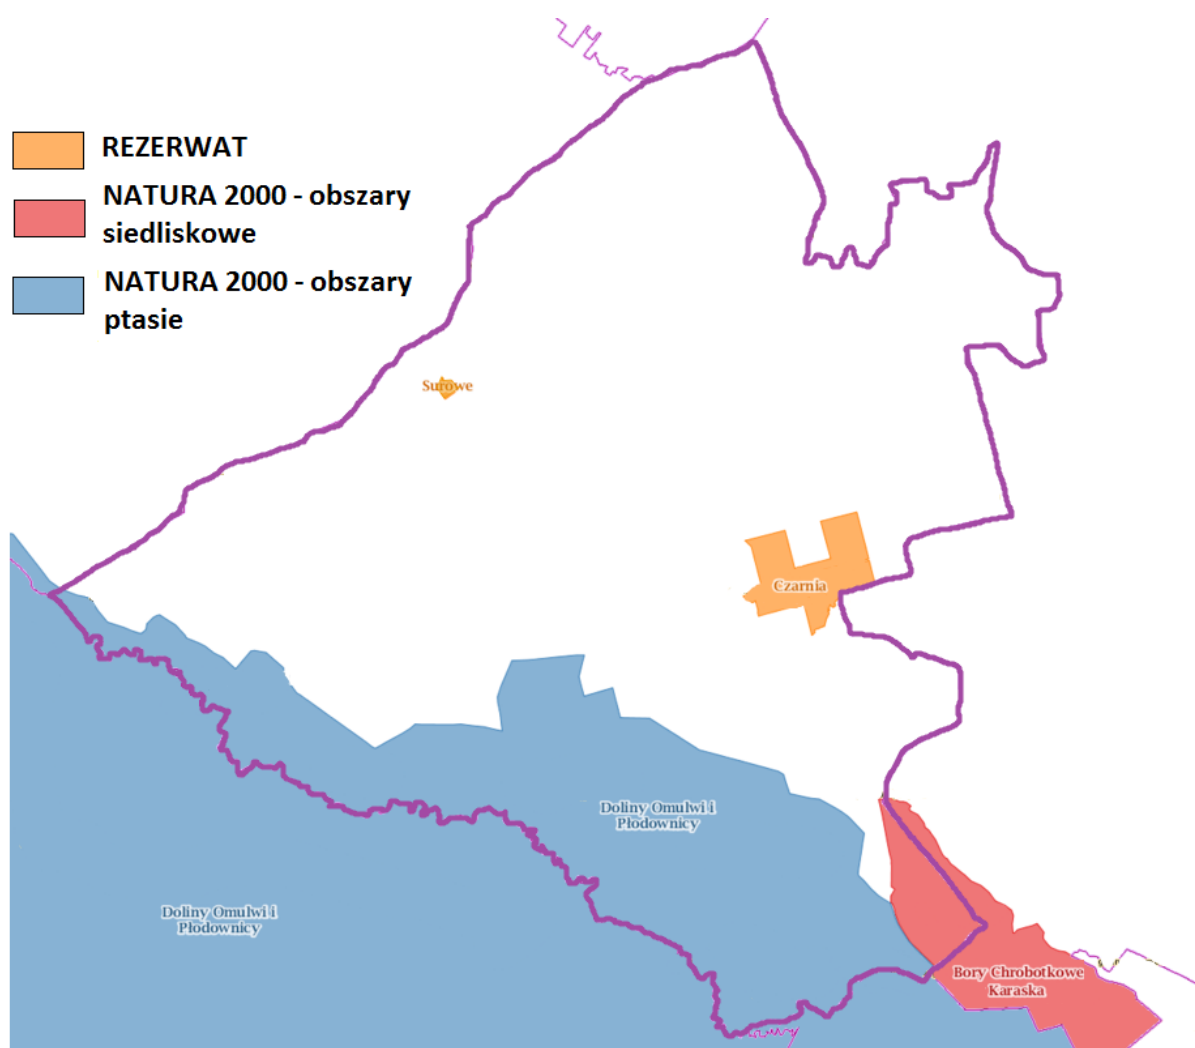 REZERWAT
NATURA 2000 - obszary
siedliskowe
NATURA 2000 - obszary
ptasie
Surowe
Czarnia
Doliny Omulwi i
Płodownicy
Doliny Omulwi i
Płodownicy
Bory Chrobotkowe
Karaska